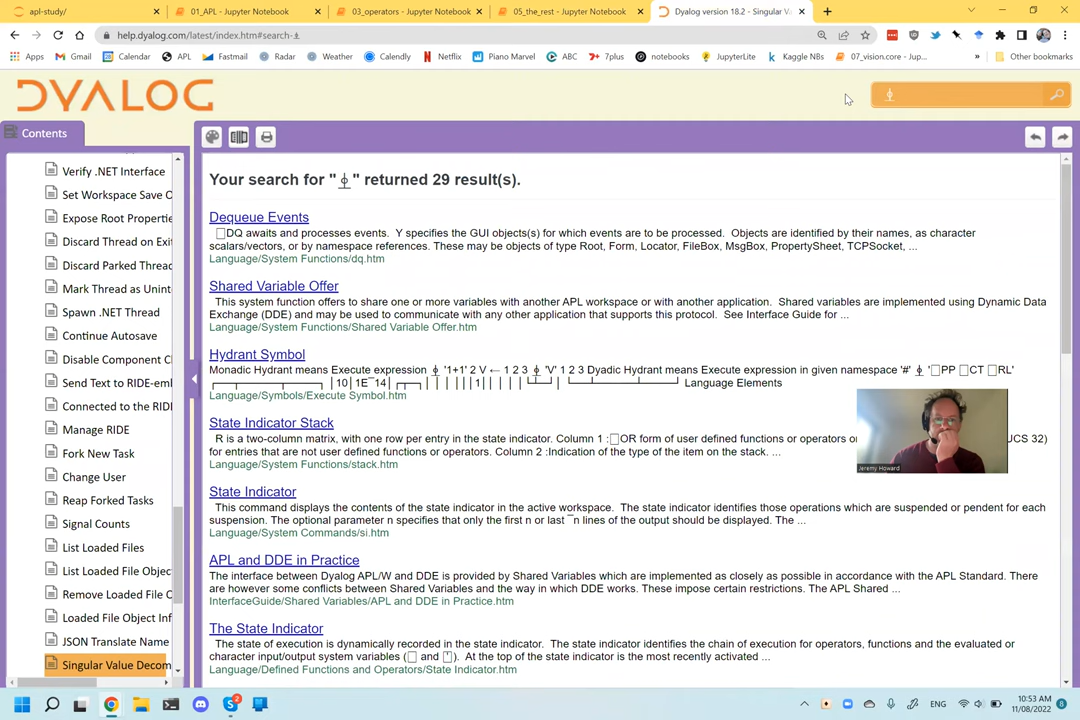 apl-study/
01_APL - Jupyter Notebook
03_operators - Jupyter Notebook
05_the_rest - Jupyter Notebook
Dyalog version 18.2 - Singular Va
help.dyalog.com/latest/index.htm#search-⍎
Apps
Gmail
Calendar
APL
Fastmail
Radar
Weather
Calendly
Netflix
Piano Marvel
ABC
7plus
notebooks
JupyterLite
Kaggle NBs
07_vision.core - Jup...
»
Other bookmarks
DYALOG
⍎
Contents
Verify .NET Interface
Set Workspace Save O
Expose Root Propertie
Discard Thread on Exit
Discard Parked Threac
Mark Thread as Unint
Spawn .NET Thread
Continue Autosave
Disable Component C
Send Text to RIDE-emb
Connected to the RID
Manage RIDE
Fork New Task
Change User
Reap Forked Tasks
Signal Counts
List Loaded Files
List Loaded File Objec
Remove Loaded File O
Loaded File Object Inf
JSON Translate Name
Singular Value Decom
Your search for "⍎" returned 29 result(s).
Dequeue Events
⎕DQ awaits and processes events. Y specifies the GUI objects(s) for which events are to be processed. Objects are identified by their names, as character
scalars/vectors, or by namespace references. These may be objects of type Root, Form, Locator, FileBox, MsgBox, PropertySheet, TCPSocket, ...
Language/System Functions/dq.htm
Shared Variable Offer
This system function offers to share one or more variables with another APL workspace or with another application. Shared variables are implemented using Dynamic Data
Exchange (DDE) and may be used to communicate with any other application that supports this protocol. See Interface Guide for ...
Language/System Functions/Shared Variable Offer.htm
Hydrant Symbol
Monadic Hydrant means Execute expression ⍎ '1+1' 2 V ← 1 2 3 ⍎ 'V' 1 2 3 Dyadic Hydrant means Execute expression in given namespace '#' ⍎ '⎕PP ⎕CT ⎕RL'
┌──┬─────┬─────┐ │10│1E¯14│┌┬┐│ │ │ │││1││ │ │ │└┴┘│ └──┴─────┴─────┘ Language Elements
Language/Symbols/Execute Symbol.htm
State Indicator Stack
R is a two-column matrix, with one row per entry in the state indicator. Column 1 :⎕OR form of user defined functions or operators o UCS 32)
for entries that are not user defined functions or operators. Column 2 :Indication of the type of the item on the stack. ...
Language/System Functions/stack.htm
State Indicator
This command displays the contents of the state indicator in the active workspace. The state indicator identifies those operations which are suspended or pendent for each
suspension. The optional parameter n specifies that only the first n or last ¯n lines of the output should be displayed. The ...
Language/System Commands/si.htm
APL and DDE in Practice
The interface between Dyalog APL/W and DDE is provided by Shared Variables which are implemented as closely as possible in accordance with the APL Standard. There
are however some conflicts between Shared Variables and the way in which DDE works. These impose certain restrictions. The APL Shared ...
InterfaceGuide/Shared Variables/APL and DDE in Practice.htm
The State Indicator
The state of execution is dynamically recorded in the state indicator. The state indicator identifies the chain of execution for operators, functions and the evaluated or
character input/output system variables (⎕ and ⍞). At the top of the state indicator is the most recently activated ...
Language/Defined Functions and Operators/State Indicator.htm
Jeremy Howard
2
ENG
10:53 AM
11/08/2022
8